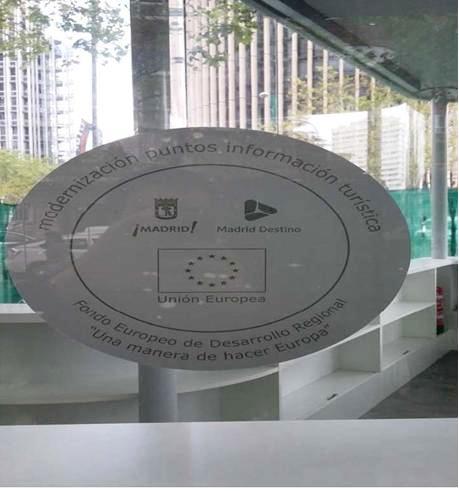 modernización puntos información turística
¡MADRID!
Madrid Destino
Unión Europea
Fondo Europeo de Desarrollo Regional
"Una manera de hacer Europa"